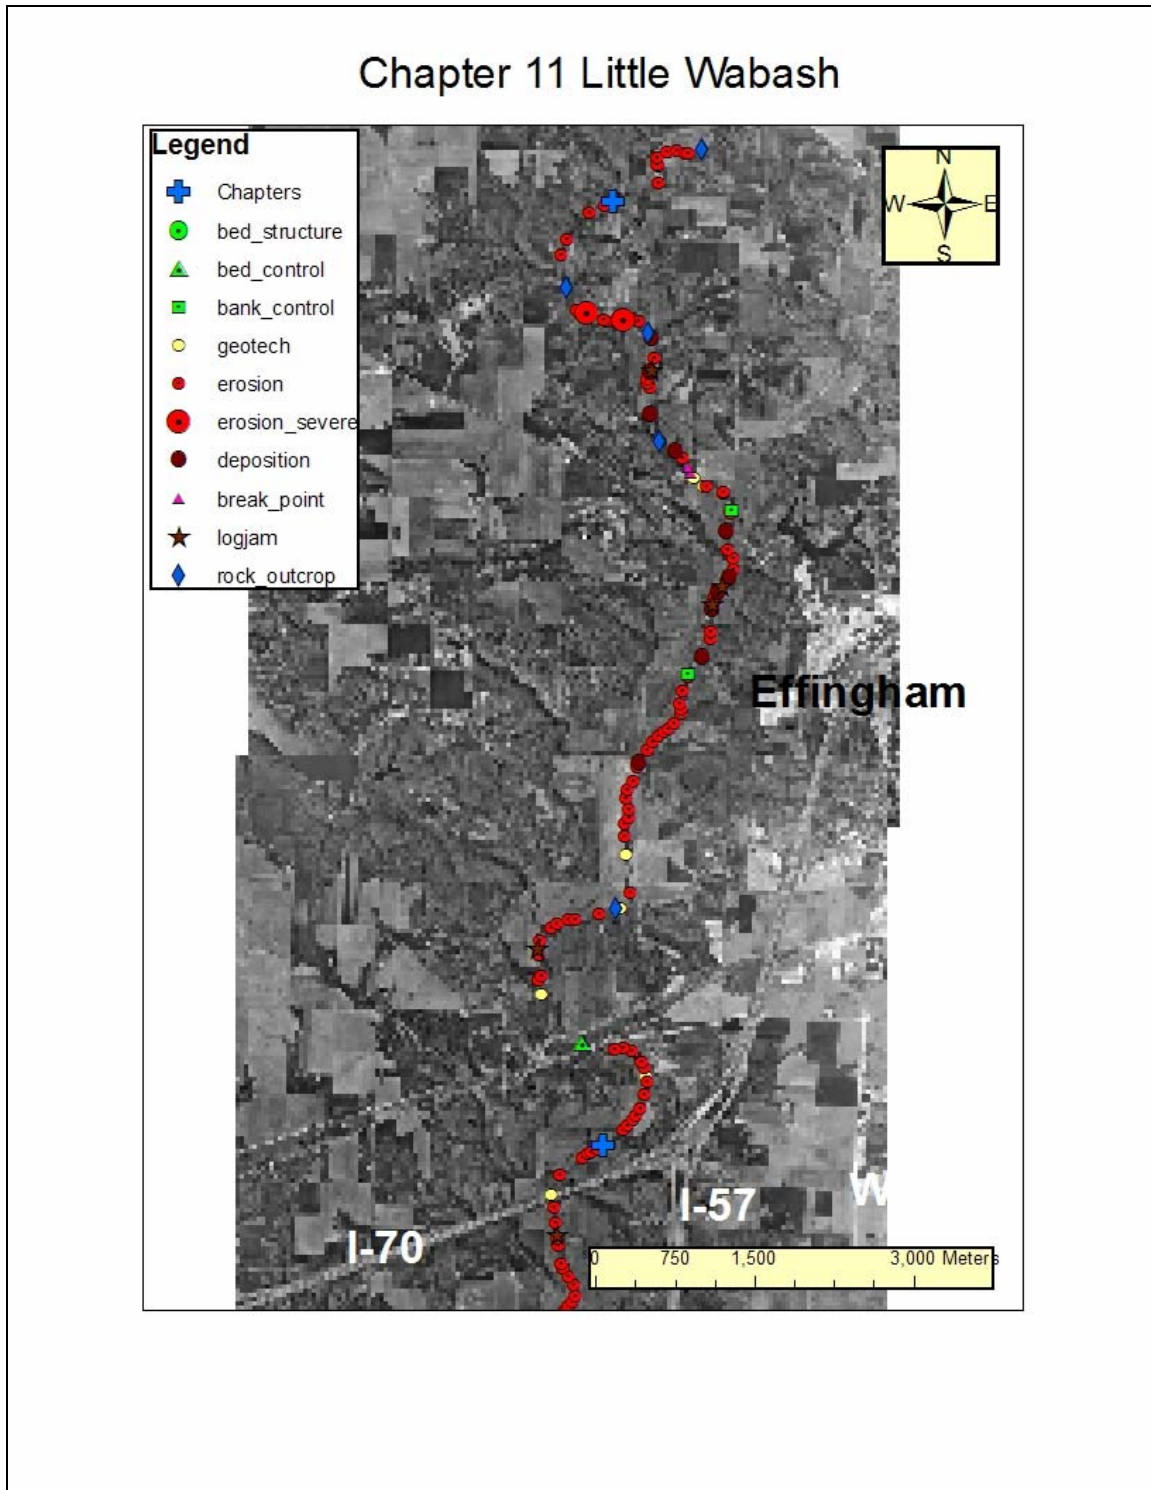 Chapter 11 Little Wabash
Legend
Chapters
bed_structure
bed_control
bank_control
geotech
erosion
erosion_severe
deposition
break_point
logjam
rock_outcrop
N
W E
S
Effingham
I-57
W
I-70
0 750 1,500 3,000 Meters